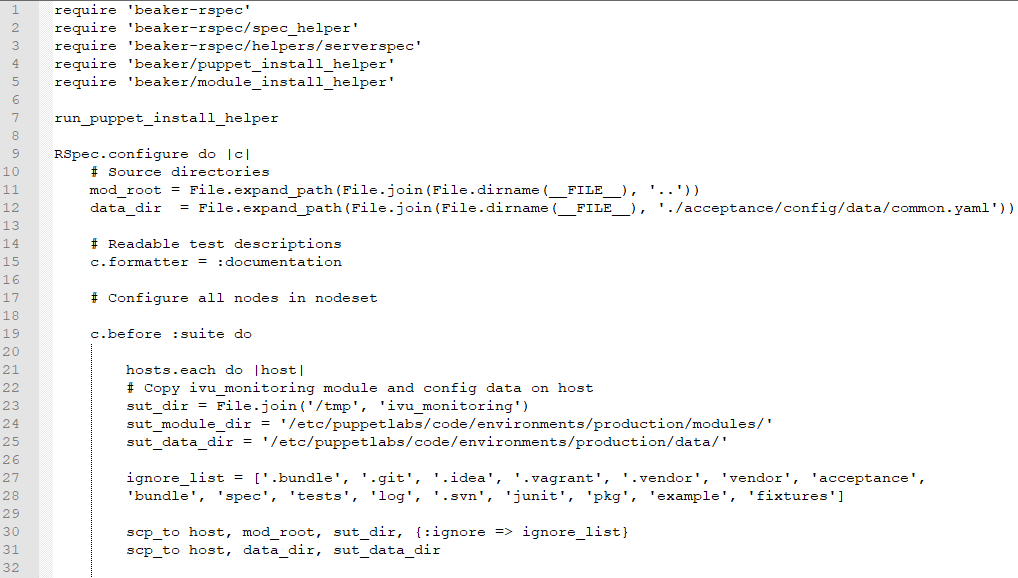 1 require 'beaker-rspec'
2 require 'beaker-rspec/spec_helper'
3 require 'beaker-rspec/helpers/serverspec'
4 require 'beaker/puppet_install_helper'
5 require 'beaker/module_install_helper'
6
7 run_puppet_install_helper
8
9 RSpec.configure do |c|
10     # Source directories
11     mod_root = File.expand_path(File.join(File.dirname(__FILE__), '..'))
12     data_dir  = File.expand_path(File.join(File.dirname(__FILE__), './acceptance/config/data/common.yaml'))
13
14     # Readable test descriptions
15     c.formatter = :documentation
16
17     # Configure all nodes in nodeset
18
19     c.before :suite do
20
21         hosts.each do |host|
22         # Copy ivu_monitoring module and config data on host
23         sut_dir = File.join('/tmp', 'ivu_monitoring')
24         sut_module_dir = '/etc/puppetlabs/code/environments/production/modules/'
25         sut_data_dir = '/etc/puppetlabs/code/environments/production/data/'
26
27         ignore_list = ['.bundle', '.git', '.idea', '.vagrant', '.vendor', 'vendor', 'acceptance',
28         'bundle', 'spec', 'tests', 'log', '.svn', 'junit', 'pkg', 'example', 'fixtures']
29
30         scp_to host, mod_root, sut_dir, {:ignore => ignore_list}
31         scp_to host, data_dir, sut_data_dir
32